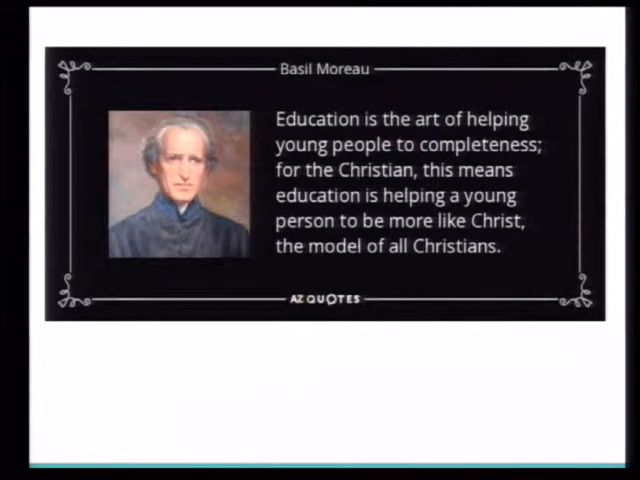 Basil Moreau
Education is the art of helping
young people to completeness;
for the Christian, this means
education is helping a young
person to be more like Christ,
the model of all Christians.
AZ QUOTES